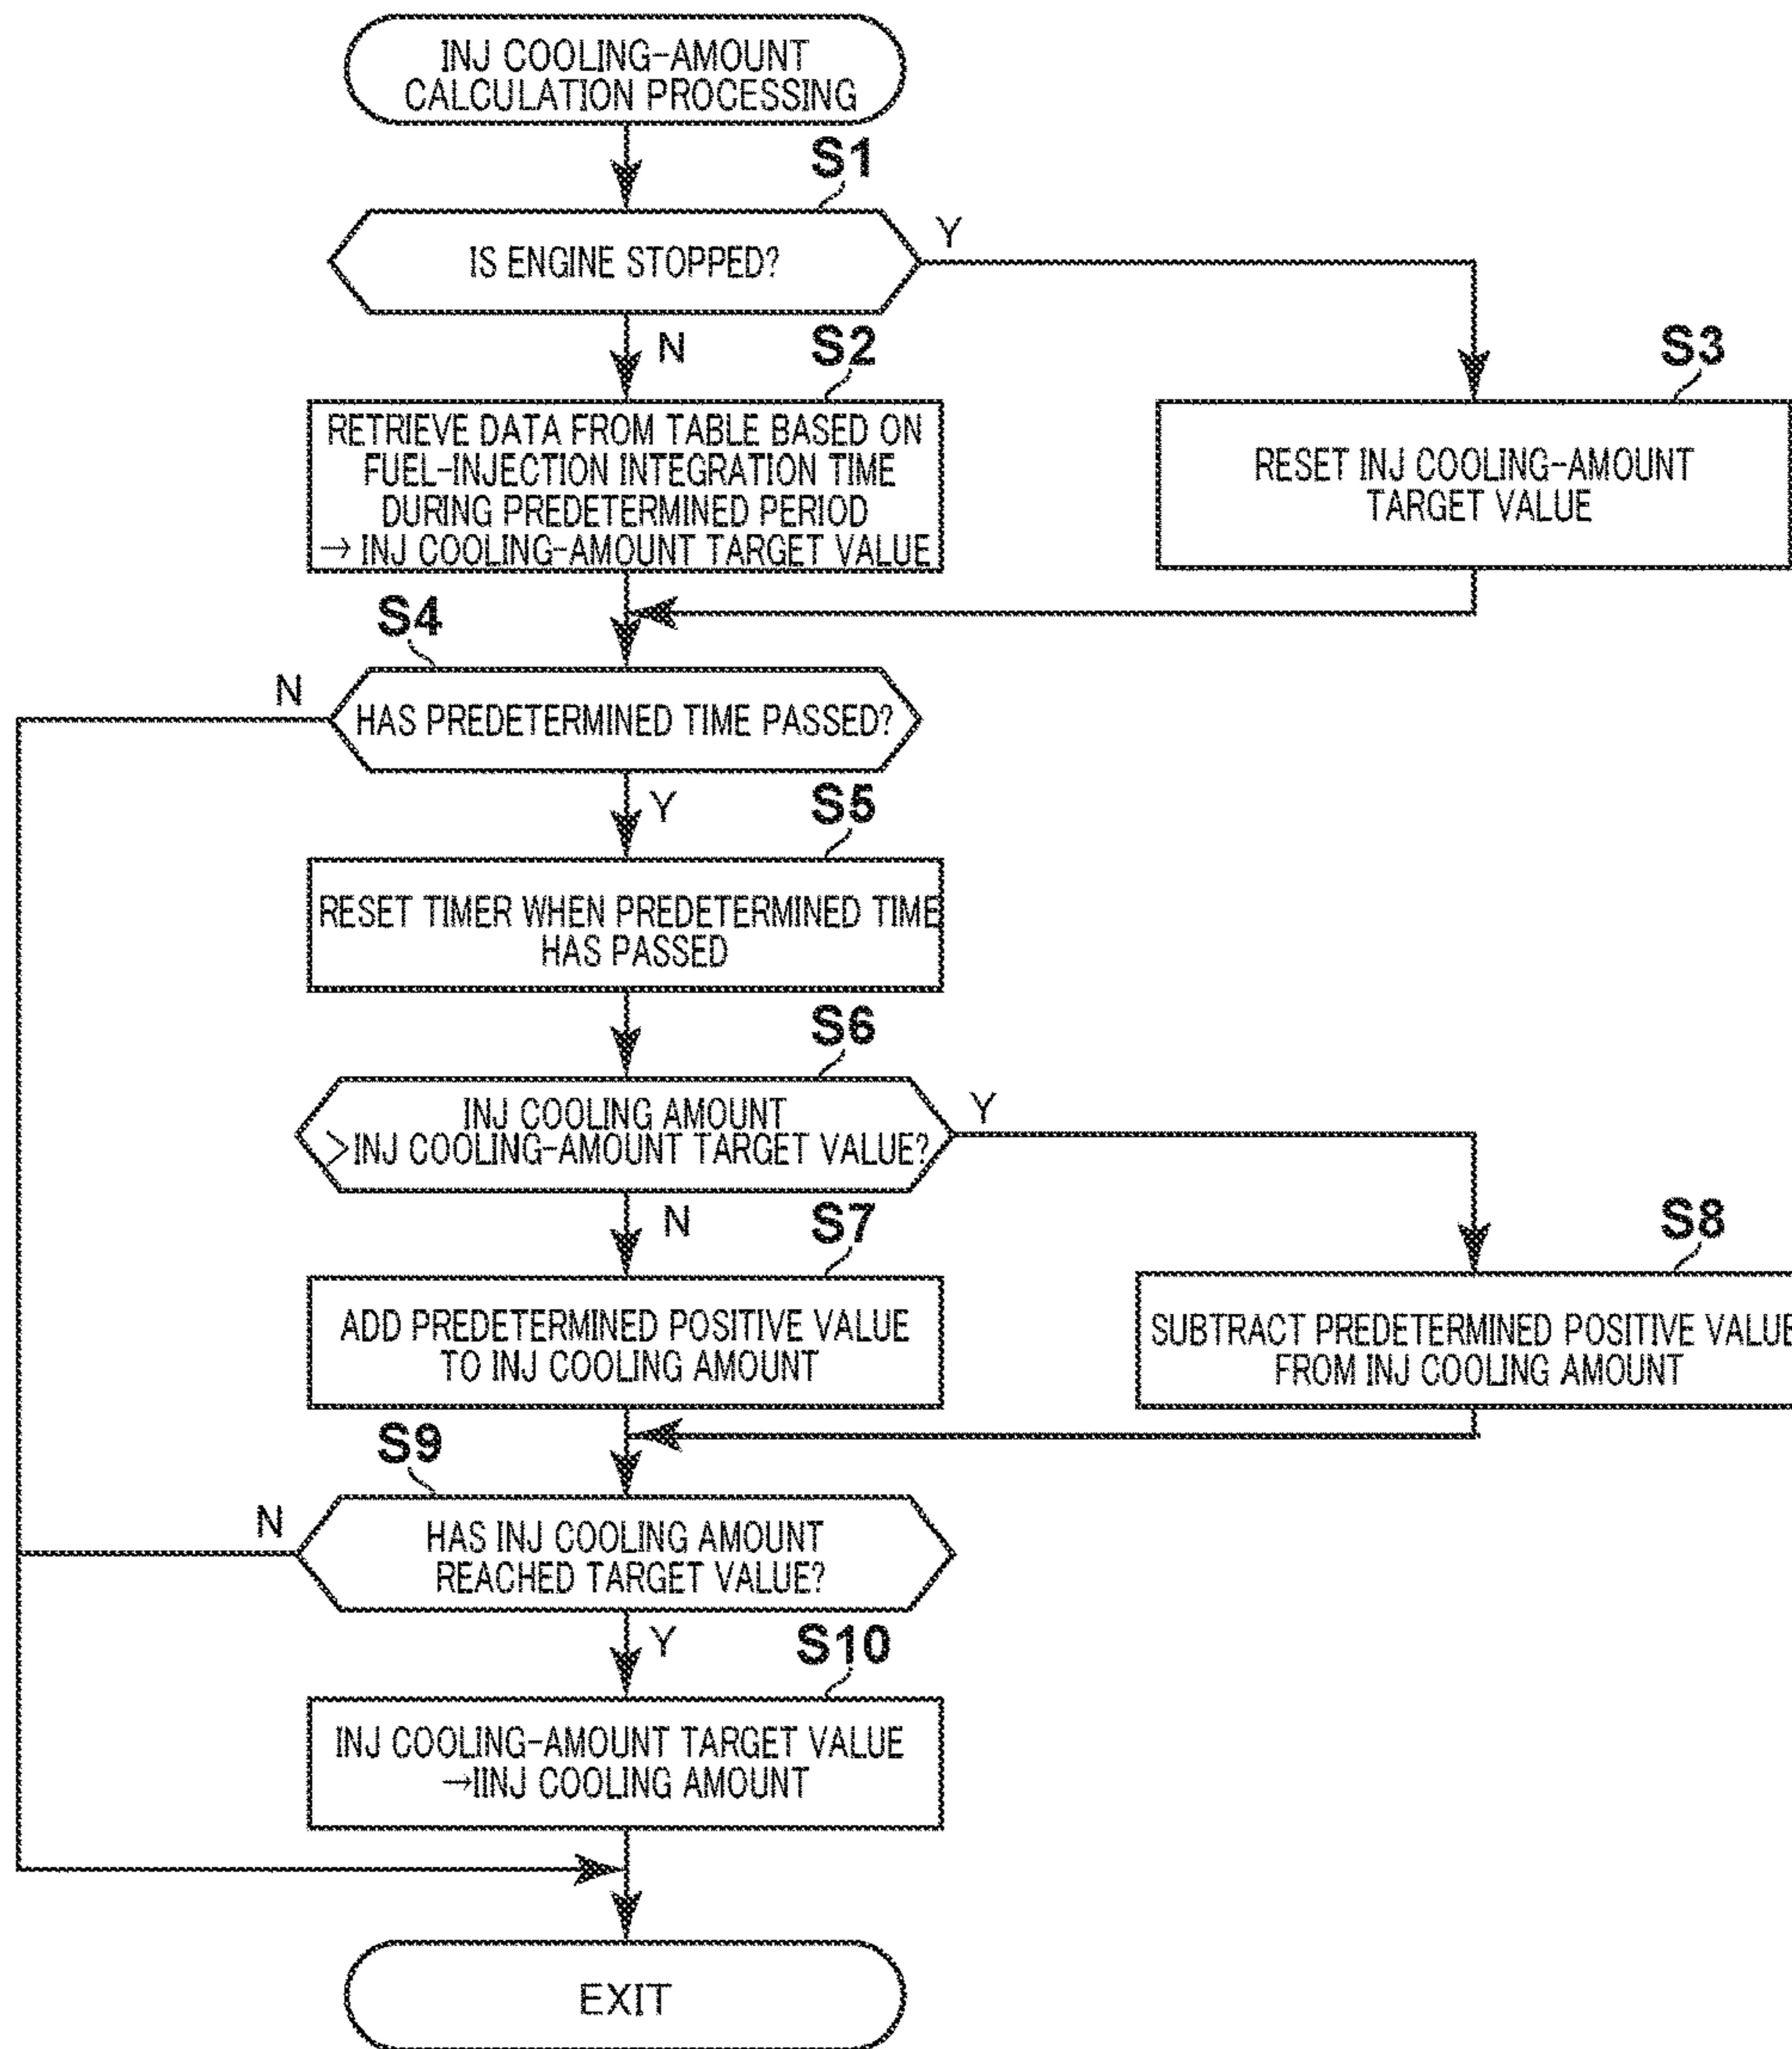 INJ COOLING-AMOUNT
CALCULATION PROCESSING
S1
IS ENGINE STOPPED?
Y
N
S2
S3
RETRIEVE DATA FROM TABLE BASED ON
FUEL-INJECTION INTEGRATION TIME
DURING PREDETERMINED PERIOD
→ INJ COOLING-AMOUNT TARGET VALUE
RESET INJ COOLING-AMOUNT
TARGET VALUE
S4
N
HAS PREDETERMINED TIME PASSED?
Y
S5
RESET TIMER WHEN PREDETERMINED TIME
HAS PASSED
S6
INJ COOLING AMOUNT
>INJ COOLING-AMOUNT TARGET VALUE?
Y
N
S7
S8
ADD PREDETERMINED POSITIVE VALUE
TO INJ COOLING AMOUNT
SUBTRACT PREDETERMINED POSITIVE VALUE
FROM INJ COOLING AMOUNT
S9
N
HAS INJ COOLING AMOUNT
REACHED TARGET VALUE?
Y
S10
INJ COOLING-AMOUNT TARGET VALUE
→IINJ COOLING AMOUNT
EXIT